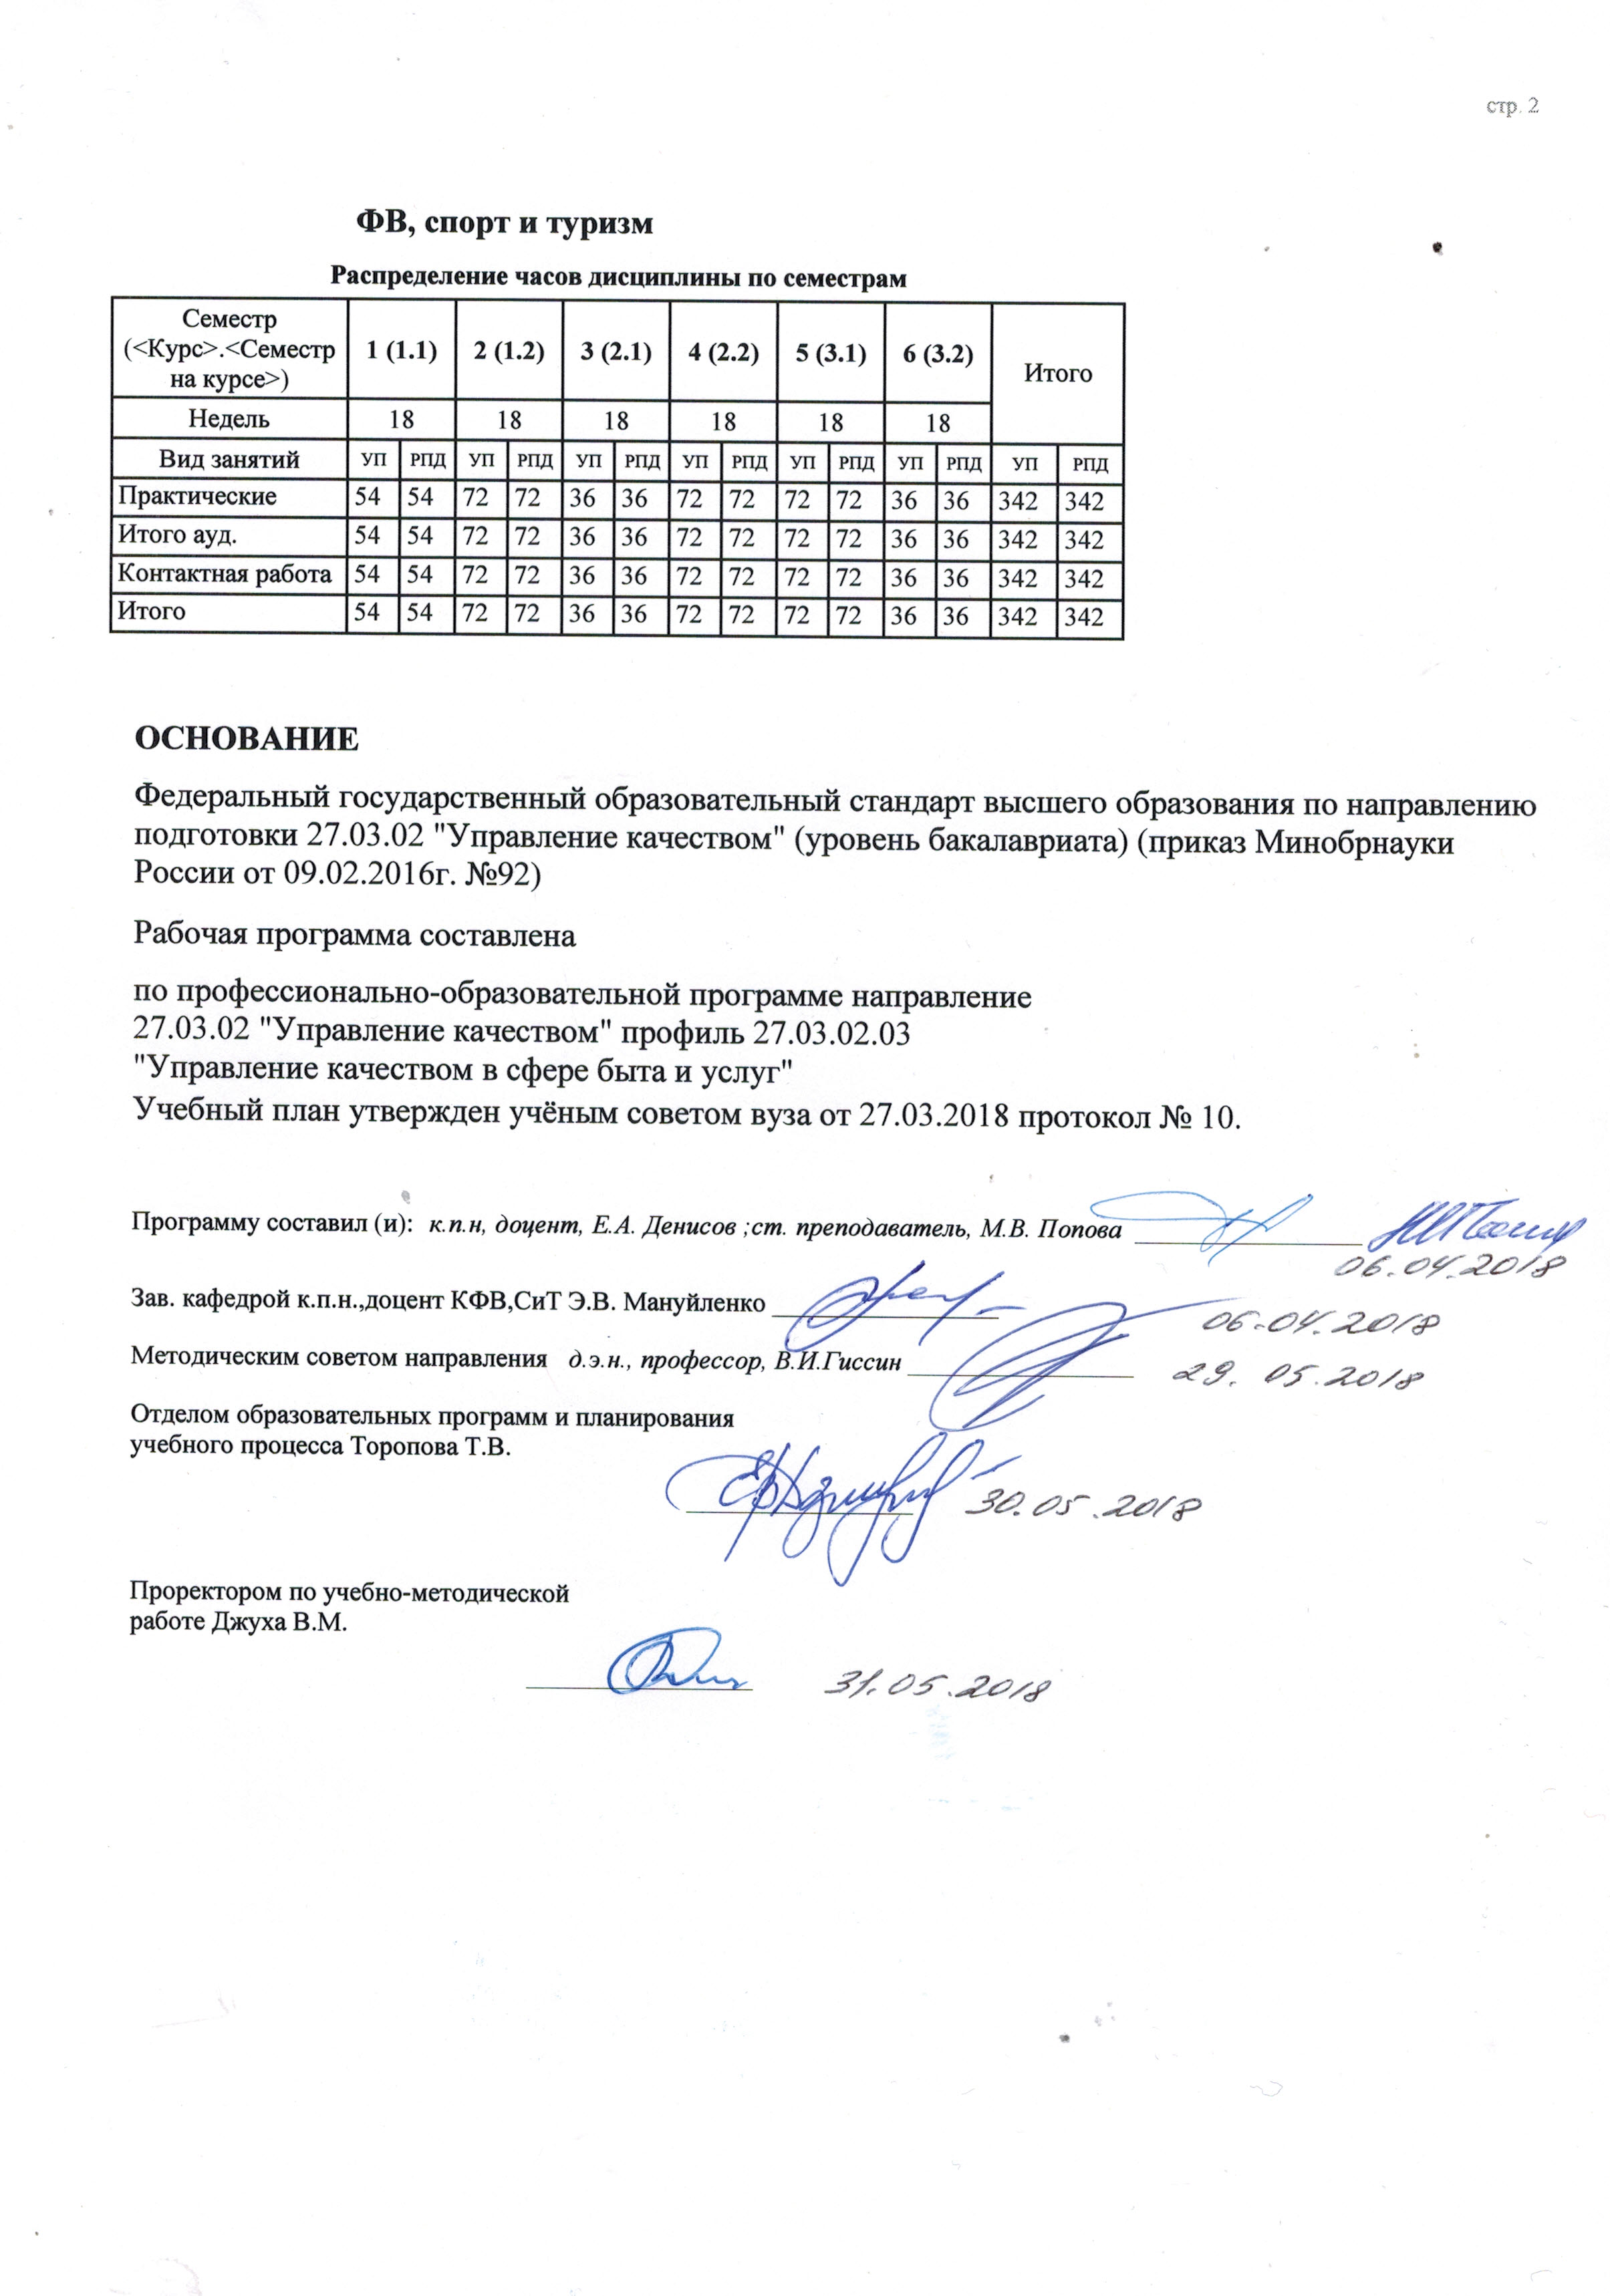 стр. 2
ФВ, спорт и туризм
Распределение часов дисциплины по семестрам
Семестр (<Курс>.<Семестр на курсе>) 1 (1.1) 2 (1.2) 3 (2.1) 4 (2.2) 5 (3.1) 6 (3.2) Итого
Недель 18 18 18 18 18 18
Вид занятий УП РПД УП РПД УП РПД УП РПД УП РПД УП РПД УП РПД
Практические 54 54 72 72 36 36 72 72 72 72 36 36 342 342
Итого ауд. 54 54 72 72 36 36 72 72 72 72 36 36 342 342
Контактная работа 54 54 72 72 36 36 72 72 72 72 36 36 342 342
Итого 54 54 72 72 36 36 72 72 72 72 36 36 342 342
ОСНОВАНИЕ
Федеральный государственный образовательный стандарт высшего образования по направлению
подготовки 27.03.02 "Управление качеством" (уровень бакалавриата) (приказ Минобрнауки
России от 09.02.2016г. №92)
Рабочая программа составлена
по профессионально-образовательной программе направление
27.03.02 "Управление качеством" профиль 27.03.02.03
"Управление качеством в сфере быта и услуг"
Учебный план утвержден учёным советом вуза от 27.03.2018 протокол № 10.
Программу составил (и): к.п.н, доцент, Е.А. Денисов ;ст. преподаватель, М.В. Попова
06.04.2018
Зав. кафедрой к.п.н.,доцент КФВ,СиТ Э.В. Мануйленко 06.04.2018
Методическим советом направления д.э.н., профессор, В.И.Гиссин 29.05.2018
Отделом образовательных программ и планирования
учебного процесса Торопова Т.В.
30.05.2018
Проректором по учебно-методической
работе Джуха В.М.
31.05.2018